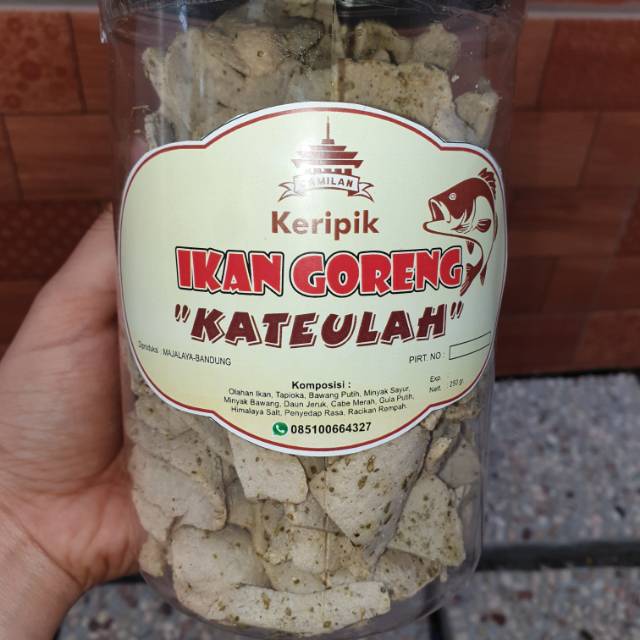 CAMILAN
Keripik
IKAN GORENG
"KATEULAH"
Diproduksi : MAJALAYA-BANDUNG
PIRT. NO :
Komposisi :
Exp. :
Nett. : 250 gr
Olahan Ikan, Tapioka, Bawang Putih, Minyak Sayur,
Minyak Bawang, Daun Jeruk, Cabe Merah, Gula Putih,
Himalaya Salt, Penyedap Rasa, Racikan Rempah.
085100664327